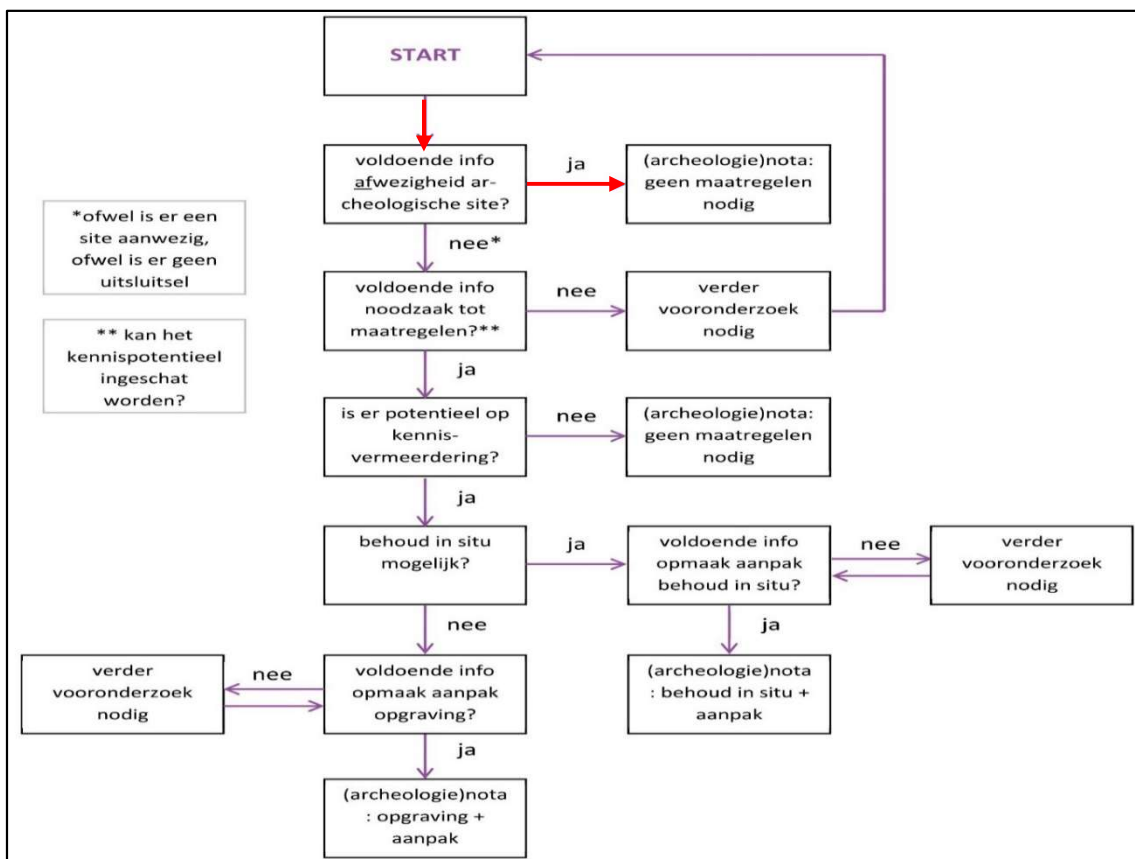 START
voldoende info
afwezigheid ar-
cheologische site?
ja
(archeologie)nota:
geen maatregelen
nodig
*ofwel is er een
site aanwezig,
ofwel is er geen
uitsluitsel
nee*
voldoende info
noodzaak tot
maatregelen?**
nee
verder
vooronderzoek
nodig
** kan het
kennispotentieel
ingeschat
worden?
ja
is er potentieel op
kennis-
vermeerdering?
nee
(archeologie)nota:
geen maatregelen
nodig
ja
behoud in situ
mogelijk?
ja
voldoende info
opmaak aanpak
behoud in situ?
nee
verder
vooronderzoek
nodig
nee
ja
verder
vooronderzoek
nodig
nee
voldoende info
opmaak aanpak
opgraving?
(archeologie)nota
: behoud in situ +
aanpak
ja
(archeologie)nota
: opgraving +
aanpak